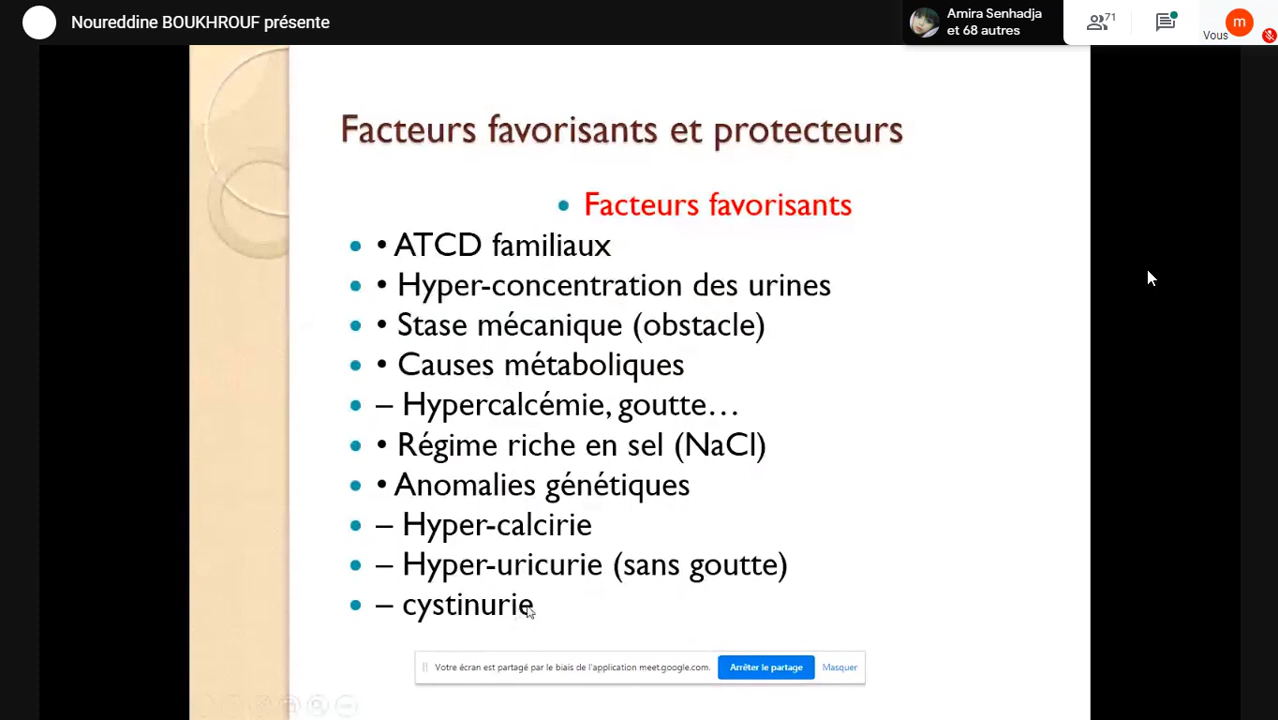 Noureddine BOUKHROUF présente
Amira Senhadja
et 68 autres
71
m
Vous
Facteurs favorisants et protecteurs
• Facteurs favorisants
• • ATCD familiaux
• • Hyper-concentration des urines
• • Stase mécanique (obstacle)
• • Causes métaboliques
• – Hypercalcémie, goutte…
• • Régime riche en sel (NaCl)
• • Anomalies génétiques
• – Hyper-calcirie
• – Hyper-uricurie (sans goutte)
• – cystinurie
Votre écran est partagé par le biais de l'application meet.google.com. Arrêter le partage Masquer